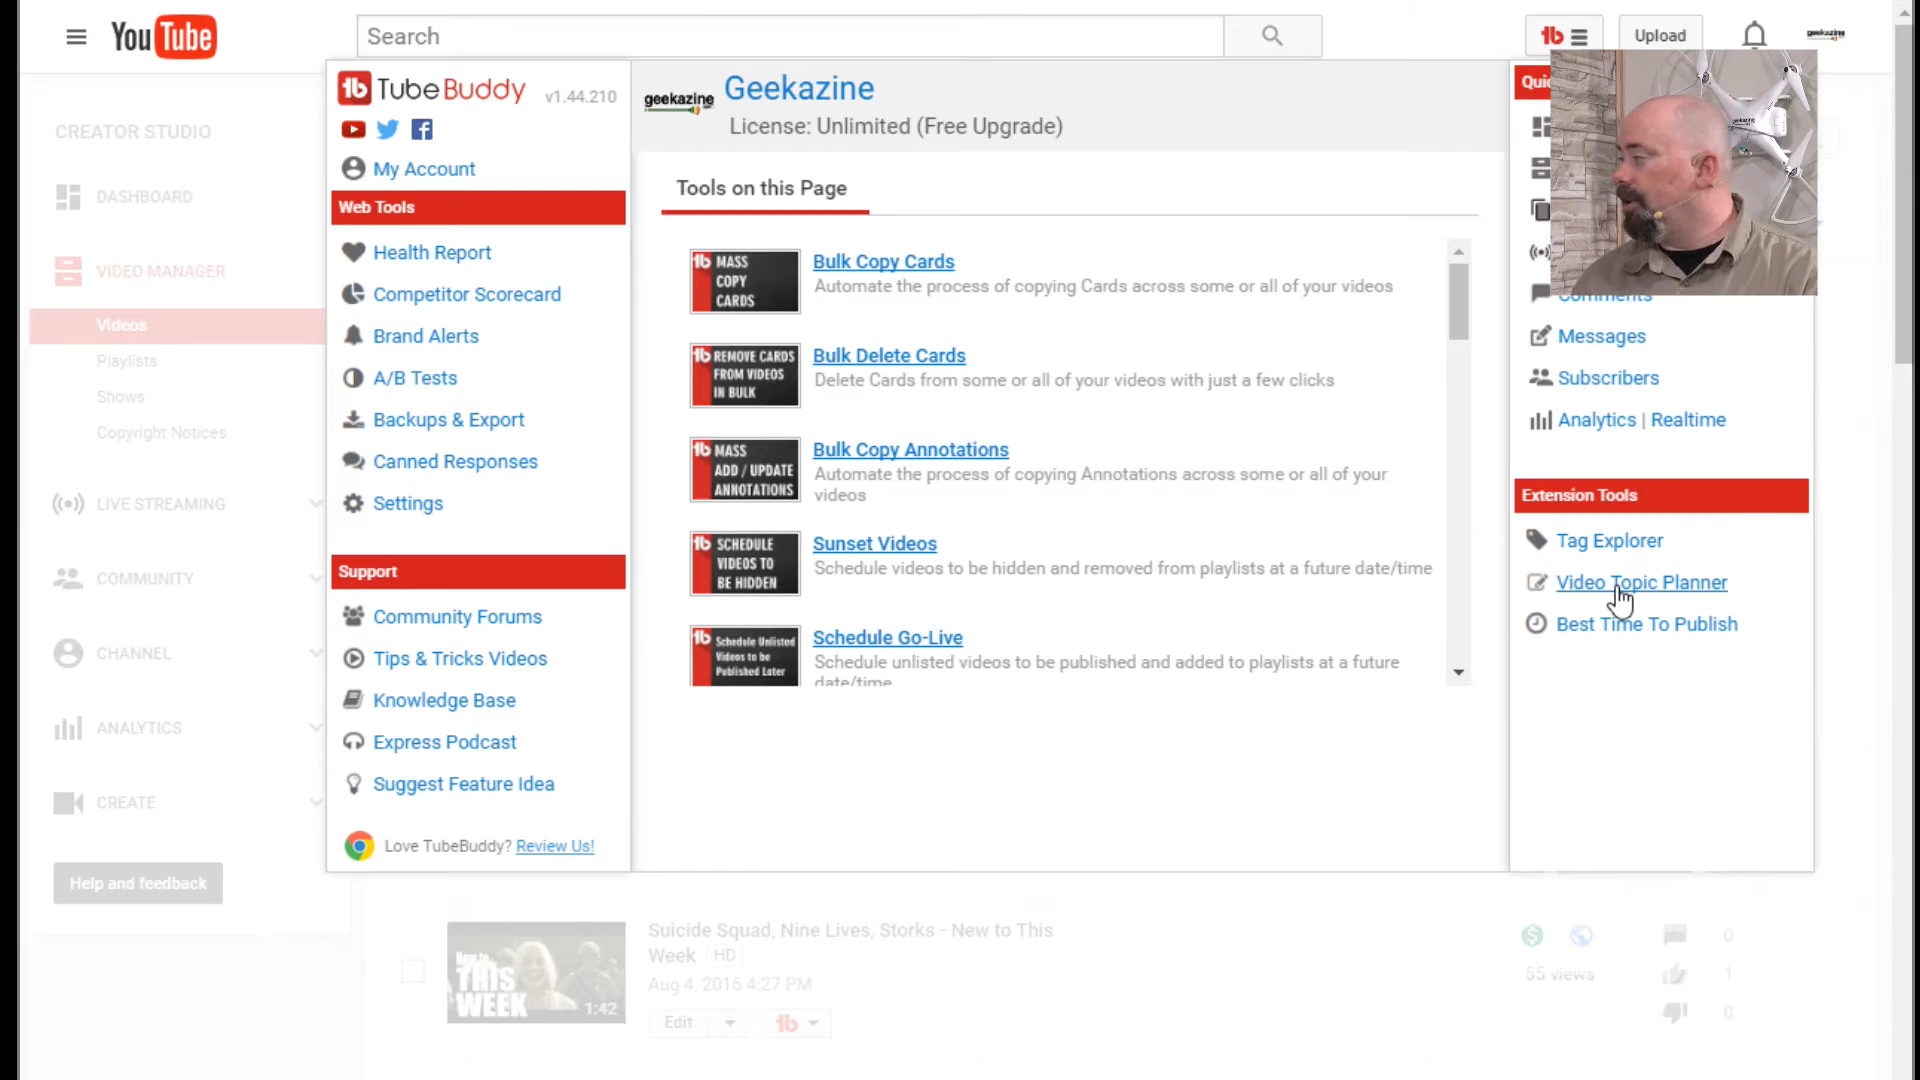 YouTube
Search
Upload
geekazine
CREATOR STUDIO
DASHBOARD
VIDEO MANAGER
Videos
Playlists
Shows
Copyright Notices
LIVE STREAMING
COMMUNITY
CHANNEL
ANALYTICS
CREATE
Help and feedback
TubeBuddy v1.44.210
My Account
Web Tools
Health Report
Competitor Scorecard
Brand Alerts
A/B Tests
Backups & Export
Canned Responses
Settings
Support
Community Forums
Tips & Tricks Videos
Knowledge Base
Express Podcast
Suggest Feature Idea
Love TubeBuddy? Review Us!
geekazine
Geekazine
License: Unlimited (Free Upgrade)
Tools on this Page
MASS
COPY
CARDS
Bulk Copy Cards
Automate the process of copying Cards across some or all of your videos
REMOVE CARDS
FROM VIDEOS
IN BULK
Bulk Delete Cards
Delete Cards from some or all of your videos with just a few clicks
MASS
ADD / UPDATE
ANNOTATIONS
Bulk Copy Annotations
Automate the process of copying Annotations across some or all of your
videos
SCHEDULE
VIDEOS TO
BE HIDDEN
Sunset Videos
Schedule videos to be hidden and removed from playlists at a future date/time
Schedule Unlisted
Videos to be
Published Later
Schedule Go-Live
Schedule unlisted videos to be published and added to playlists at a future
date/time
Quic
geekazine
Comments
Messages
Subscribers
Analytics | Realtime
Extension Tools
Tag Explorer
Video Topic Planner
Best Time To Publish
New to
THIS
WEEK
1:42
Suicide Squad, Nine Lives, Storks - New to This
Week HD
Aug 4, 2016 4:27 PM
Edit
55 views
0
1
0